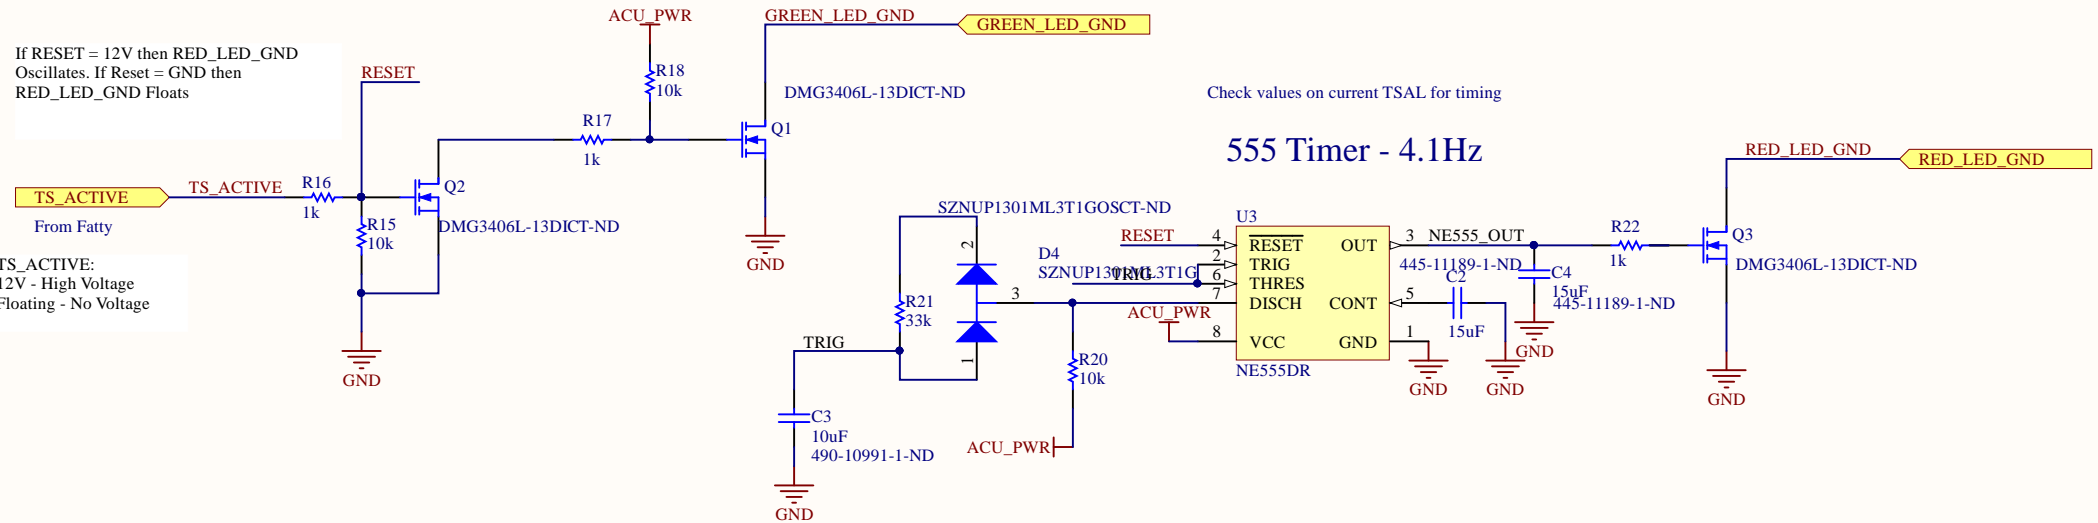 If RESET = 12V then RED_LED_GND
Oscillates. If Reset = GND then
RED_LED_GND Floats
RESET
TS_ACTIVE
From Fatty
TS_ACTIVE
R16
1k
R15
10k
Q2
DMG3406L-13DICT-ND
GND
TS_ACTIVE:
12V - High Voltage
Floating - No Voltage
R17
1k
ACU_PWR
R18
10k
GREEN_LED_GND
GREEN_LED_GND
DMG3406L-13DICT-ND
Q1
GND
Check values on current TSAL for timing
555 Timer - 4.1Hz
SZNUP1301ML3T1GOSCT-ND
2
3
1
D4
SZNUP1301ML3T1G
TRIG
R21
33k
TRIG
C3
10uF
490-10991-1-ND
GND
R20
10k
ACU_PWR
RESET
ACU_PWR
U3
4
2
6
7
8
RESET
TRIG
THRES
DISCH
VCC
OUT
CONT
GND
3
5
1
NE555DR
NE555_OUT
445-11189-1-ND
C2
15uF
GND
GND
C4
15uF
445-11189-1-ND
GND
R22
1k
Q3
DMG3406L-13DICT-ND
GND
RED_LED_GND
RED_LED_GND